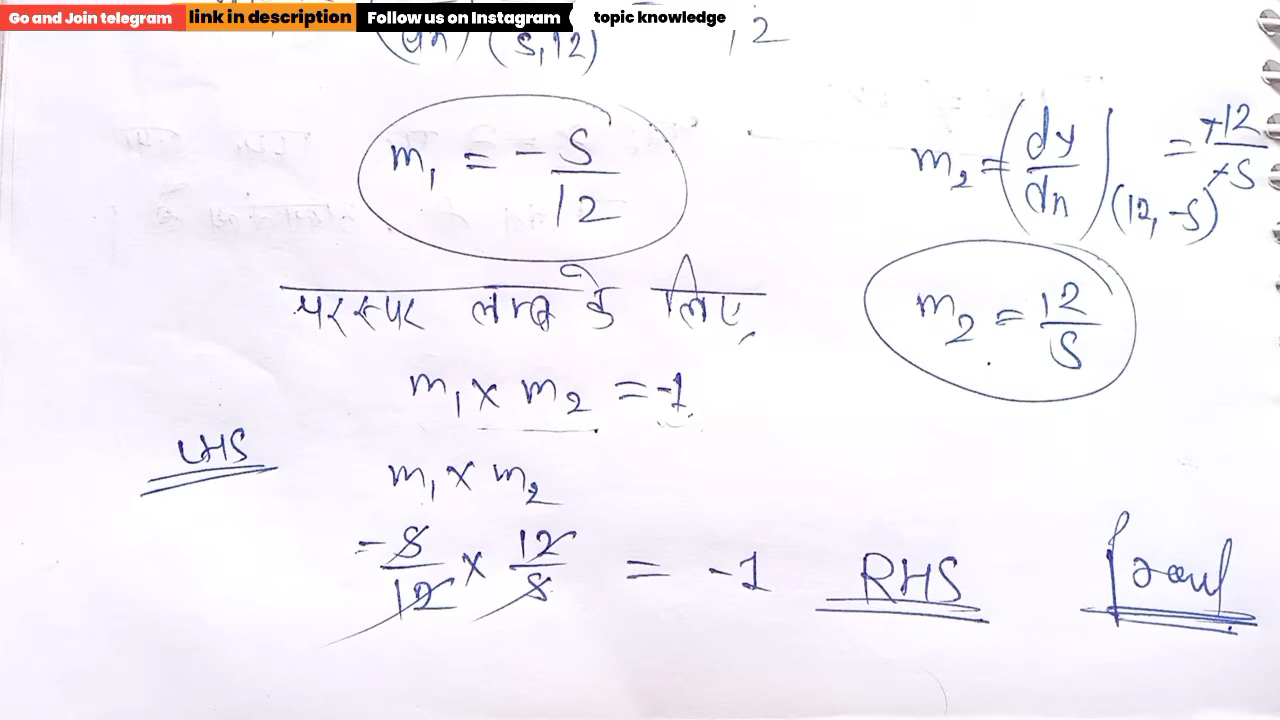 Go and Join telegram link in description Follow us on Instagram topic knowledge
(5,12) 12
m₁ = -5/12
m₂ = (dy/dx)(12,-5) = +12/+5
m₂ = 12/5
परस्पर लम्ब के लिए
m₁ × m₂ = -1
LHS
m₁ × m₂
-5/12 × 12/5 = -1 RHS